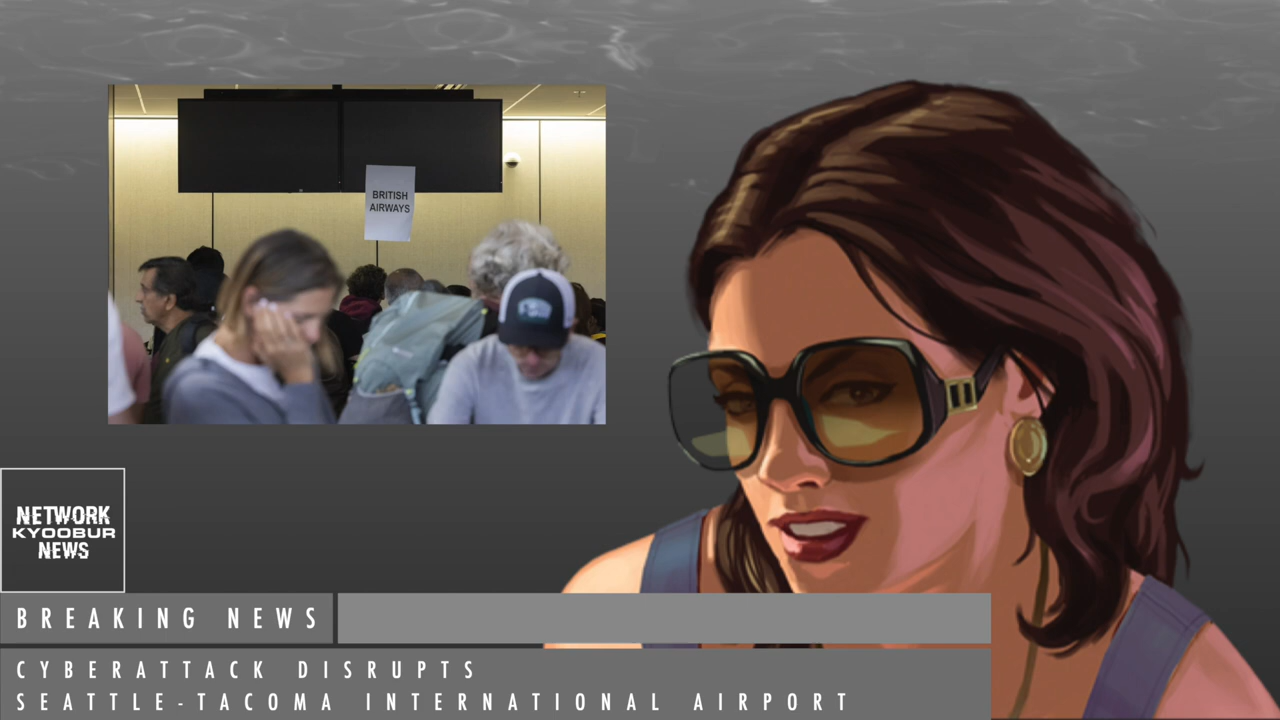 BRITISH
AIRWAYS
NETWORK
KYOOBUR
NEWS
BREAKING NEWS
CYBERATTACK DISRUPTS
SEATTLE-TACOMA INTERNATIONAL AIRPORT